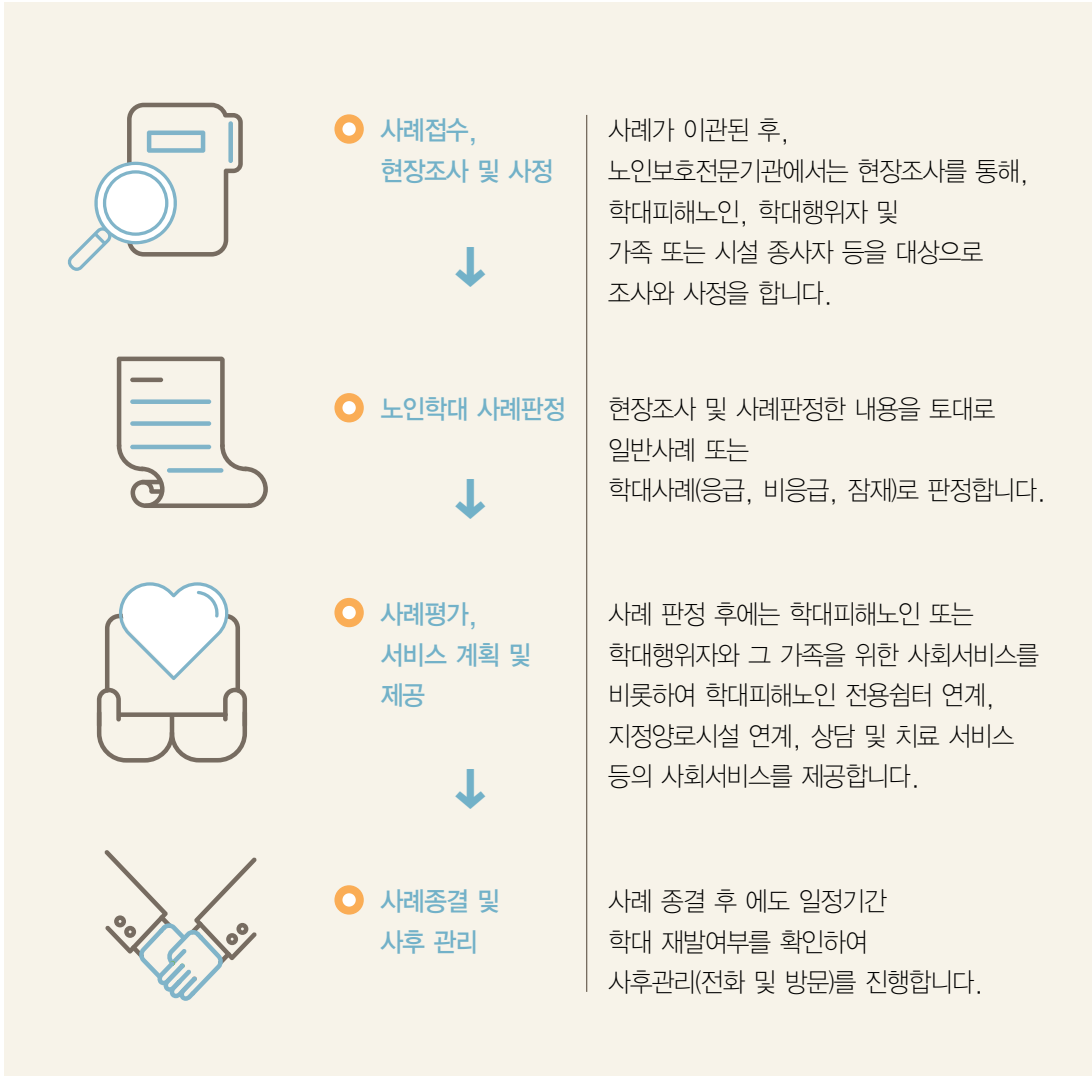 사례접수,
현장조사 및 사정
사례가 이관된 후,
노인보호전문기관에서는 현장조사를 통해,
학대피해노인, 학대행위자 및
가족 또는 시설 종사자 등을 대상으로
조사와 사정을 합니다.
노인학대 사례판정
현장조사 및 사례판정한 내용을 토대로
일반사례 또는
학대사례(응급, 비응급, 잠재)로 판정합니다.
사례평가,
서비스 계획 및
제공
사례 판정 후에는 학대피해노인 또는
학대행위자와 그 가족을 위한 사회서비스를
비롯하여 학대피해노인 전용쉼터 연계,
지정양로시설 연계, 상담 및 치료 서비스
등의 사회서비스를 제공합니다.
사례종결 및
사후 관리
사례 종결 후 에도 일정기간
학대 재발여부를 확인하여
사후관리(전화 및 방문)를 진행합니다.